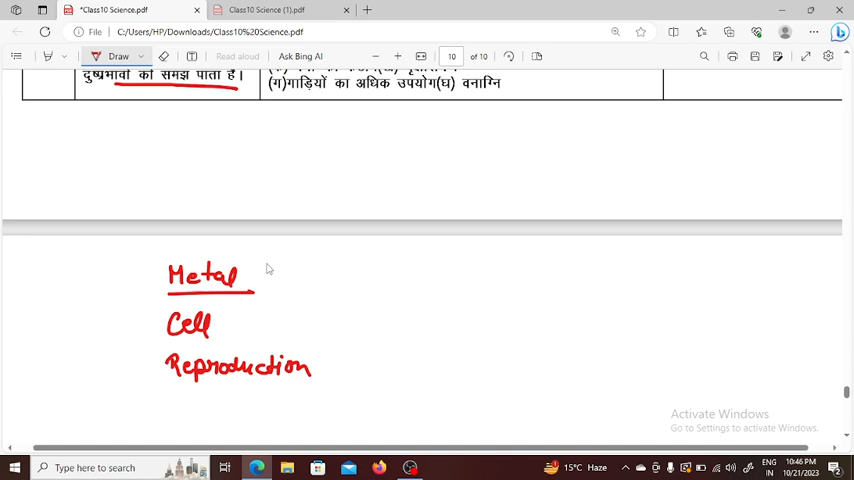 *Class10 Science.pdf
Class10 Science (1).pdf
File
C:/Users/HP/Downloads/Class10%20Science.pdf
Draw
Read aloud
Ask Bing AI
10
of 10
दुष्प्रभावों को समझ पाता है।
(ग)गाड़ियों का अधिक उपयोग(घ) वनाग्नि
Metal
Cell
Reproduction
Activate Windows
Go to Settings to activate Windows.
Type here to search
15°C Haze
ENG
IN
10:46 PM
10/21/2023
2